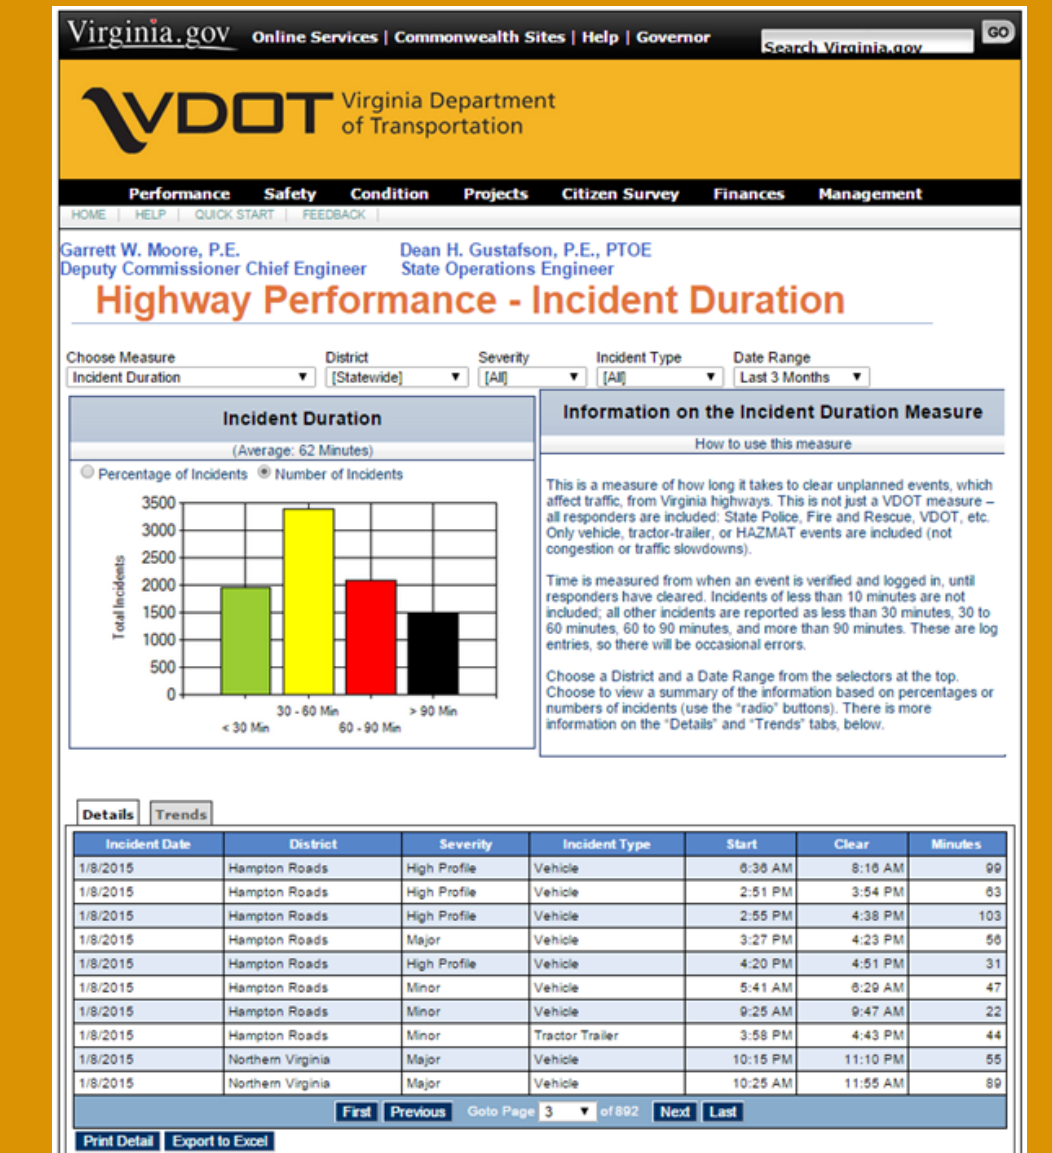 Virginia.gov Online Services | Commonwealth Sites | Help | Governor
Search Virginia.gov GO
VDOT Virginia Department
of Transportation
Performance Safety Condition Projects Citizen Survey Finances Management
HOME | HELP | QUICK START | FEEDBACK |
Garrett W. Moore, P.E.
Deputy Commissioner Chief Engineer
Dean H. Gustafson, P.E., PTOE
State Operations Engineer
Highway Performance - Incident Duration
Choose Measure District Severity Incident Type Date Range
Incident Duration [Statewide] [All] [All] Last 3 Months
Incident Duration
(Average: 62 Minutes)
Percentage of Incidents Number of Incidents
Total Incidents
3500
3000
2500
2000
1500
1000
500
0
30 - 60 Min > 90 Min
< 30 Min 60 - 90 Min
Information on the Incident Duration Measure
How to use this measure
This is a measure of how long it takes to clear unplanned events, which
affect traffic, from Virginia highways. This is not just a VDOT measure –
all responders are included: State Police, Fire and Rescue, VDOT, etc.
Only vehicle, tractor-trailer, or HAZMAT events are included (not
congestion or traffic slowdowns).
Time is measured from when an event is verified and logged in, until
responders have cleared. Incidents of less than 10 minutes are not
included; all other incidents are reported as less than 30 minutes, 30 to
60 minutes, 60 to 90 minutes, and more than 90 minutes. These are log
entries, so there will be occasional errors.
Choose a District and a Date Range from the selectors at the top.
Choose to view a summary of the information based on percentages or
numbers of incidents (use the "radio" buttons). There is more
information on the "Details" and "Trends" tabs, below.
Details Trends
Incident Date District Severity Incident Type Start Clear Minutes
1/8/2015 Hampton Roads High Profile Vehicle 6:36 AM 8:16 AM 99
1/8/2015 Hampton Roads High Profile Vehicle 2:51 PM 3:54 PM 63
1/8/2015 Hampton Roads High Profile Vehicle 2:55 PM 4:38 PM 103
1/8/2015 Hampton Roads Major Vehicle 3:27 PM 4:23 PM 56
1/8/2015 Hampton Roads High Profile Vehicle 4:20 PM 4:51 PM 31
1/8/2015 Hampton Roads Minor Vehicle 5:41 AM 6:29 AM 47
1/8/2015 Hampton Roads Minor Vehicle 9:25 AM 9:47 AM 22
1/8/2015 Hampton Roads Minor Tractor Trailer 3:58 PM 4:43 PM 44
1/8/2015 Northern Virginia Major Vehicle 10:15 PM 11:10 PM 55
1/8/2015 Northern Virginia Major Vehicle 10:25 AM 11:55 AM 89
First Previous Goto Page 3 of 892 Next Last
Print Detail Export to Excel